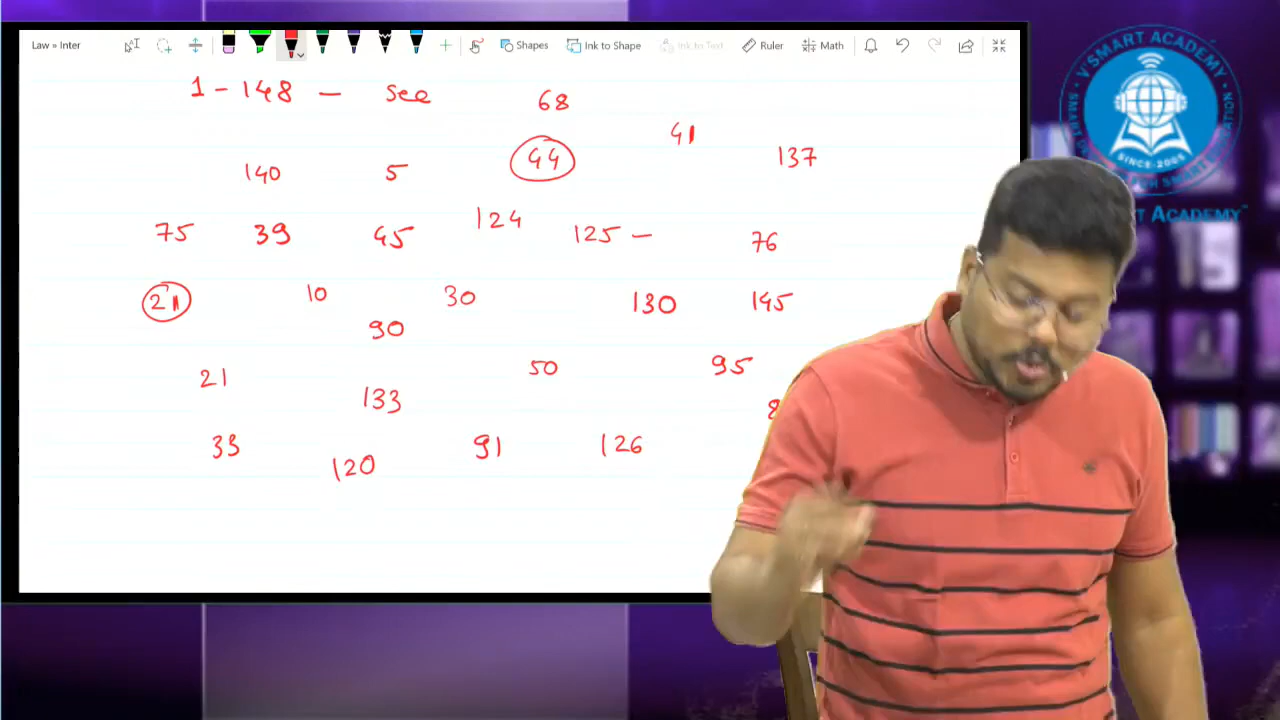 Law » Inter
Shapes
Ink to Shape
Ink to Text
Ruler
Math
1 - 148 - See
68
41
137
140 5 44
75 39 45 124 125 - 76
21 10 30 130 145
90
21 133 50 95
33 120 91 126
V'SMART ACADEMY
SINCE-2005